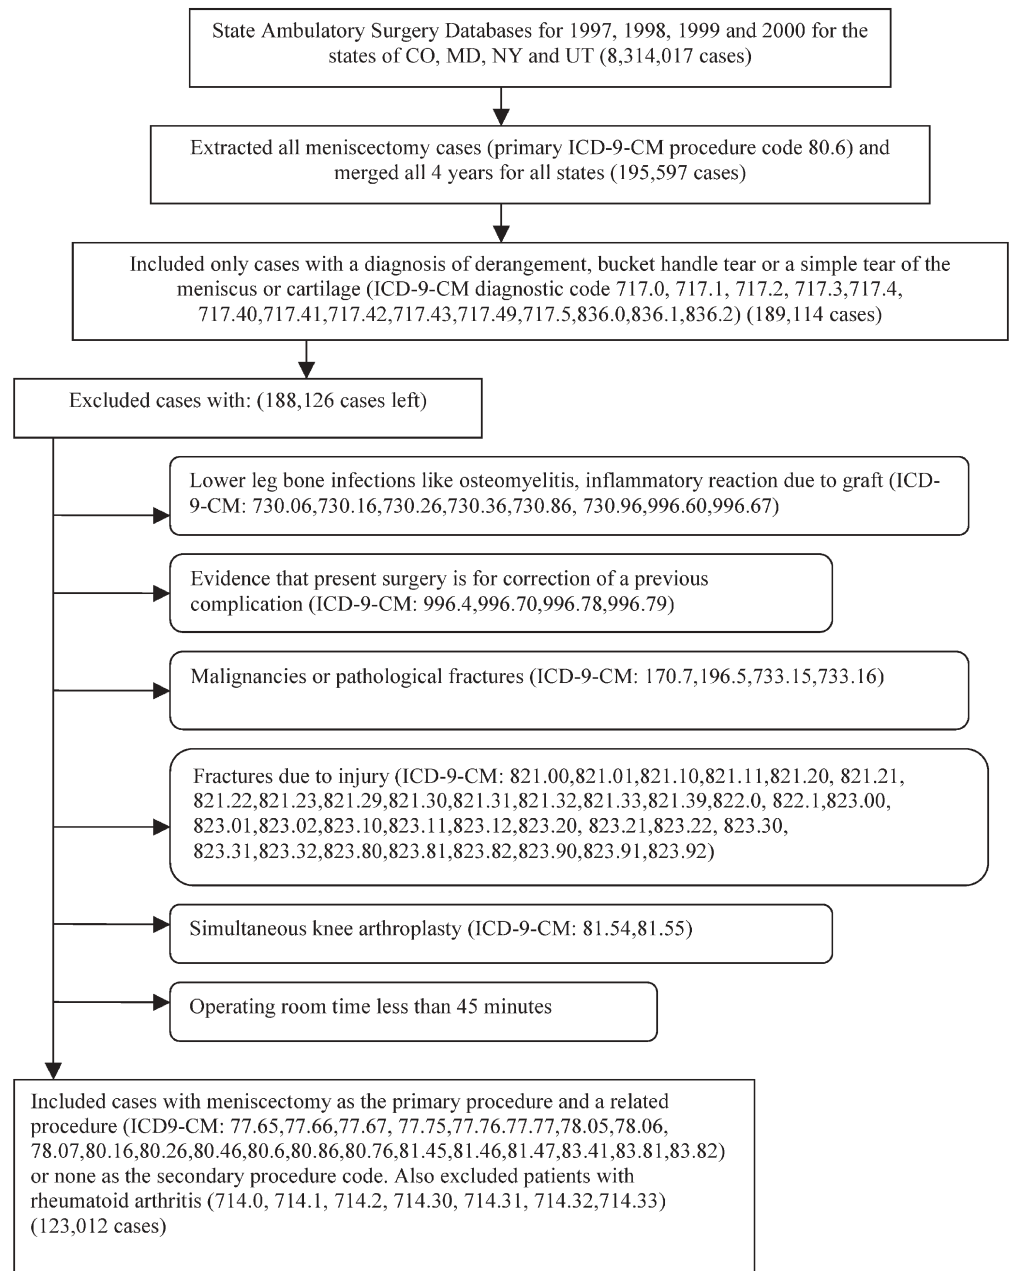 State Ambulatory Surgery Databases for 1997, 1998, 1999 and 2000 for the
states of CO, MD, NY and UT (8,314,017 cases)
Extracted all meniscectomy cases (primary ICD-9-CM procedure code 80.6) and
merged all 4 years for all states (195,597 cases)
Included only cases with a diagnosis of derangement, bucket handle tear or a simple tear of the
meniscus or cartilage (ICD-9-CM diagnostic code 717.0, 717.1, 717.2, 717.3,717.4,
717.40,717.41,717.42,717.43,717.49,717.5,836.0,836.1,836.2) (189,114 cases)
Excluded cases with: (188,126 cases left)
Lower leg bone infections like osteomyelitis, inflammatory reaction due to graft (ICD-
9-CM: 730.06,730.16,730.26,730.36,730.86, 730.96,996.60,996.67)
Evidence that present surgery is for correction of a previous
complication (ICD-9-CM: 996.4,996.70,996.78,996.79)
Malignancies or pathological fractures (ICD-9-CM: 170.7,196.5,733.15,733.16)
Fractures due to injury (ICD-9-CM: 821.00,821.01,821.10,821.11,821.20, 821.21,
821.22,821.23,821.29,821.30,821.31,821.32,821.33,821.39,822.0, 822.1,823.00,
823.01,823.02,823.10,823.11,823.12,823.20, 823.21,823.22, 823.30,
823.31,823.32,823.80,823.81,823.82,823.90,823.91,823.92)
Simultaneous knee arthroplasty (ICD-9-CM: 81.54,81.55)
Operating room time less than 45 minutes
Included cases with meniscectomy as the primary procedure and a related
procedure (ICD9-CM: 77.65,77.66,77.67, 77.75,77.76.77.77,78.05,78.06,
78.07,80.16,80.26,80.46,80.6,80.86,80.76,81.45,81.46,81.47,83.41,83.81,83.82)
or none as the secondary procedure code. Also excluded patients with
rheumatoid arthritis (714.0, 714.1, 714.2, 714.30, 714.31, 714.32,714.33)
(123,012 cases)